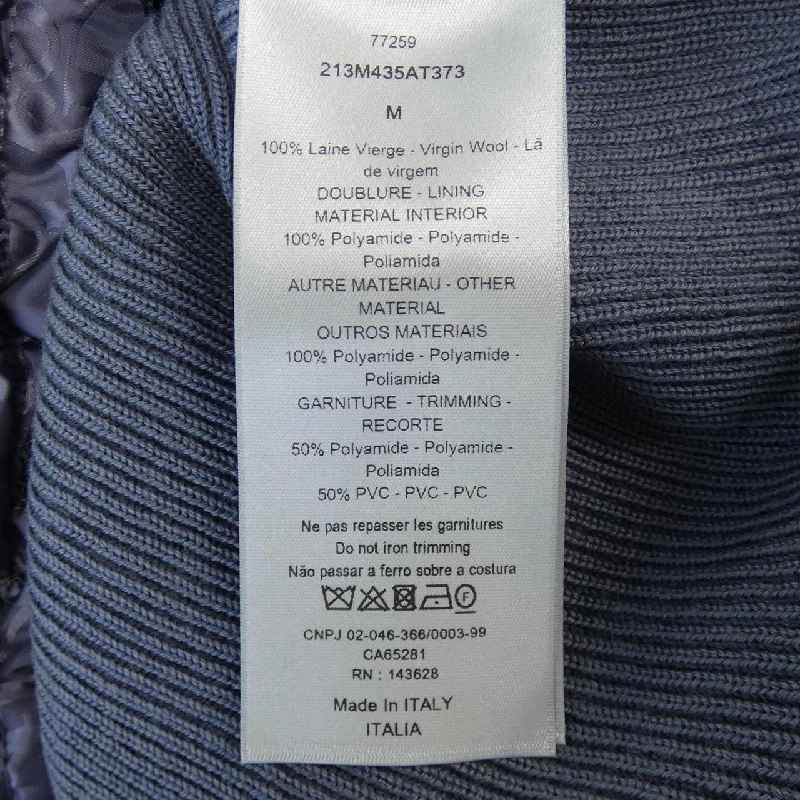 77259
213M435AT373
M
100% Laine Vierge - Virgin Wool - Lã
de virgem
DOUBLURE - LINING
MATERIAL INTERIOR
100% Polyamide - Polyamide -
Poliamida
AUTRE MATERIAU - OTHER
MATERIAL
OUTROS MATERIAIS
100% Polyamide - Polyamide -
Poliamida
GARNITURE - TRIMMING -
RECORTE
50% Polyamide - Polyamide -
Poliamida
50% PVC - PVC - PVC
Ne pas repasser les garnitures
Do not iron trimming
Não passar a ferro sobre a costura
F
CNPJ 02-046-366/0003-99
CA65281
RN : 143628
Made In ITALY
ITALIA